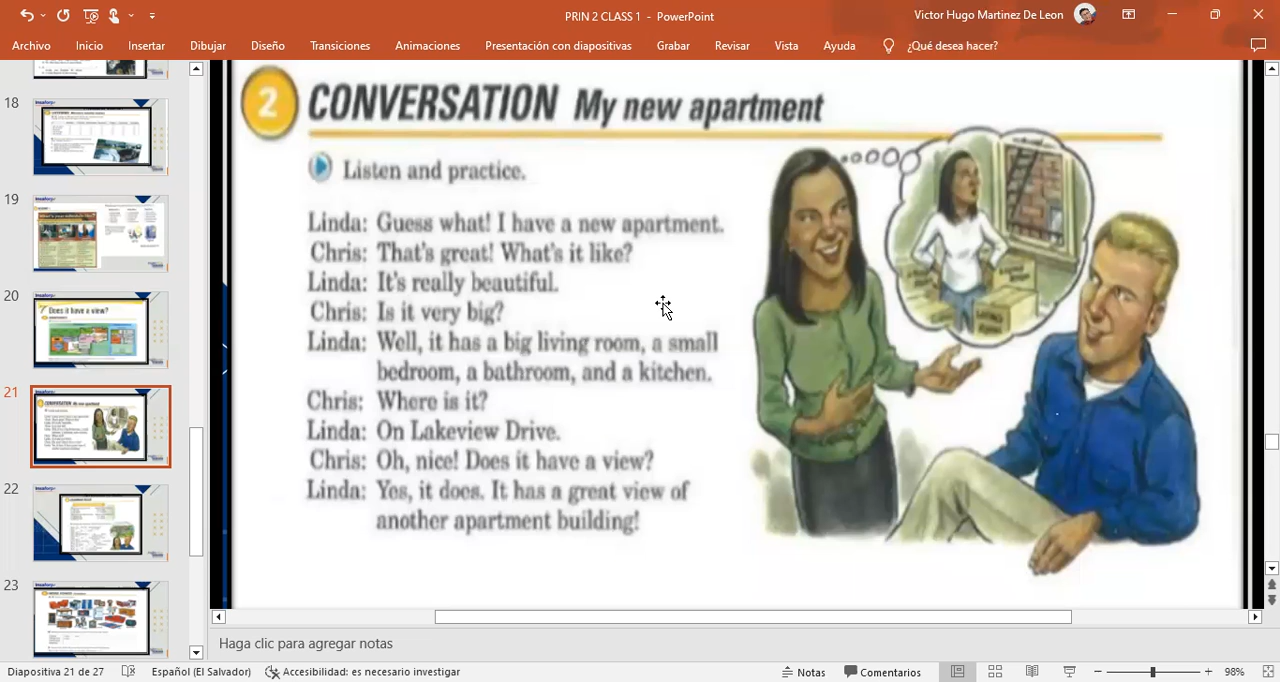 PRIN 2 CLASS 1 - PowerPoint
Victor Hugo Martinez De Leon
Archivo Inicio Insertar Dibujar Diseño Transiciones Animaciones Presentación con diapositivas Grabar Revisar Vista Ayuda ¿Qué desea hacer?
18
19
20
Does it have a view?
21
22
23
2 CONVERSATION My new apartment
Listen and practice.
Linda: Guess what! I have a new apartment.
Chris: That's great! What's it like?
Linda: It's really beautiful.
Chris: Is it very big?
Linda: Well, it has a big living room, a small
bedroom, a bathroom, and a kitchen.
Chris: Where is it?
Linda: On Lakeview Drive.
Chris: Oh, nice! Does it have a view?
Linda: Yes, it does. It has a great view of
another apartment building!
Haga clic para agregar notas
Diapositiva 21 de 27 Español (El Salvador) Accesibilidad: es necesario investigar Notas Comentarios 98%